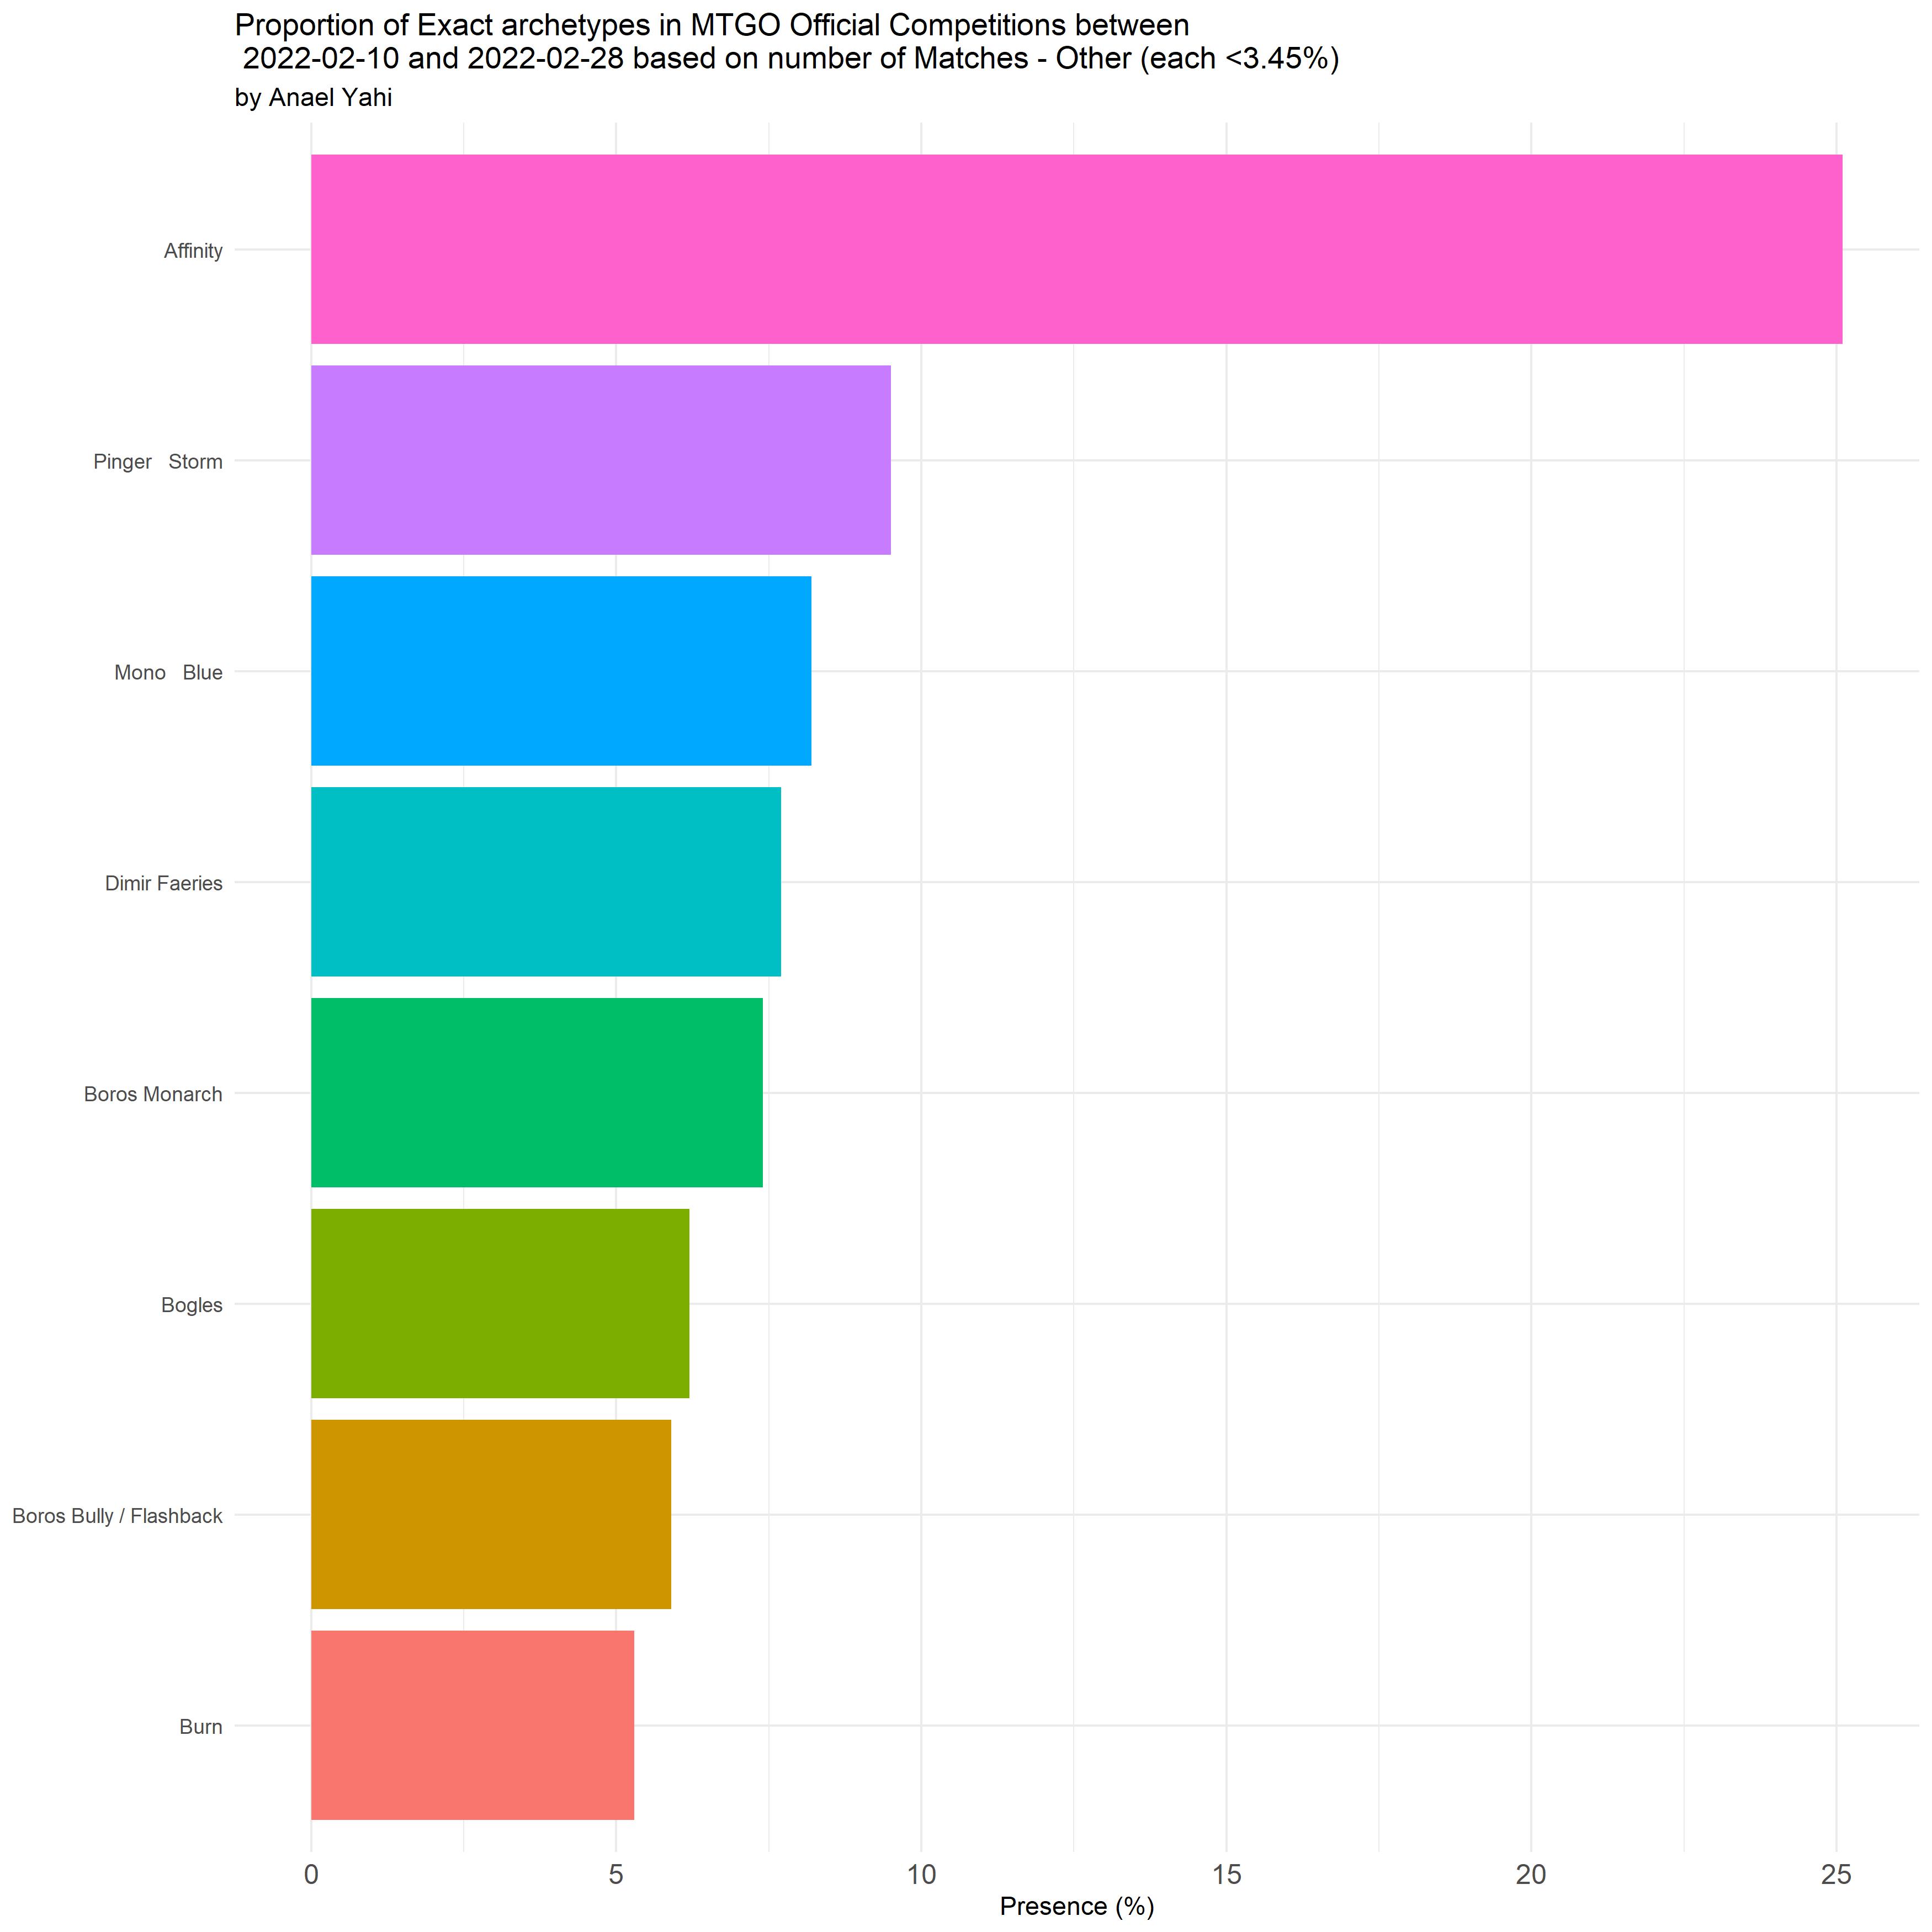 Proportion of Exact archetypes in MTGO Official Competitions between
2022-02-10 and 2022-02-28 based on number of Matches - Other (each <3.45%)
by Anael Yahi
Affinity
Pinger   Storm
Mono   Blue
Dimir Faeries
Boros Monarch
Bogles
Boros Bully / Flashback
Burn
0 5 10 15 20 25
Presence (%)